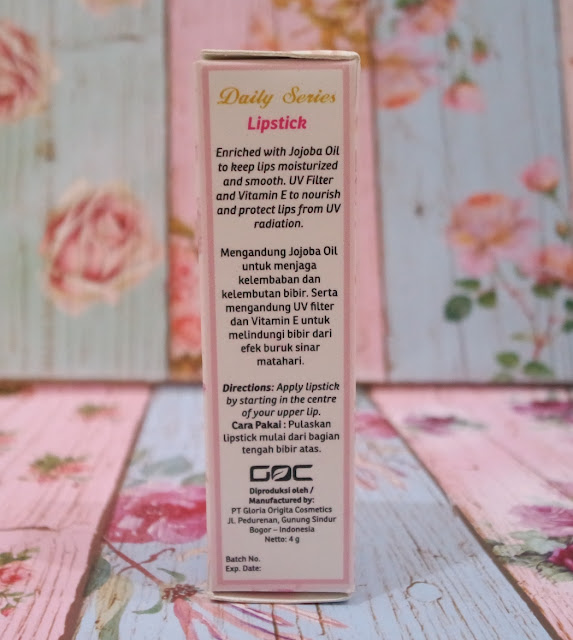 Daily Series
Lipstick
Enriched with Jojoba Oil
to keep lips moisturized
and smooth. UV Filter
and Vitamin E to nourish
and protect lips from UV
radiation.
Mengandung Jojoba Oil
untuk menjaga
kelembaban dan
kelembutan bibir. Serta
mengandung UV filter
dan Vitamin E untuk
melindungi bibir dari
efek buruk sinar
matahari.
Directions: Apply lipstick
by starting in the centre
of your upper lip.
Cara Pakai : Pulaskan
lipstick mulai dari bagian
tengah bibir atas.
GOC
Diproduksi oleh /
Manufactured by:
PT Gloria Origita Cosmetics
Jl. Pedurenan, Gunung Sindur
Bogor – Indonesia
Netto: 4 g
Batch No.
Exp. Date: